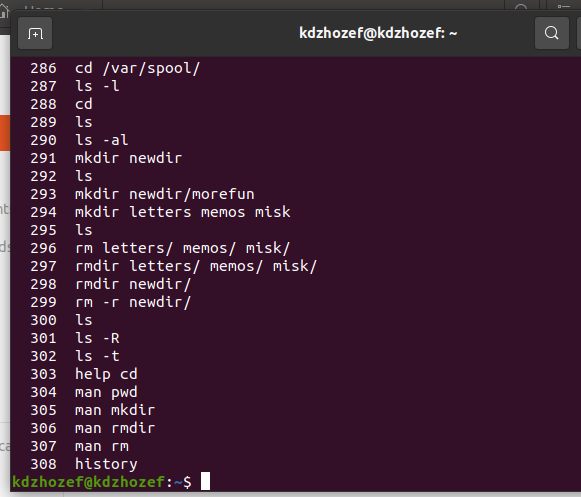 Home
kdzhozef@kdzhozef: ~
286 cd /var/spool/
287 ls -l
288 cd
289 ls
290 ls -al
291 mkdir newdir
292 ls
293 mkdir newdir/morefun
294 mkdir letters memos misk
295 ls
296 rm letters/ memos/ misk/
297 rmdir letters/ memos/ misk/
298 rmdir newdir/
299 rm -r newdir/
300 ls
301 ls -R
302 ls -t
303 help cd
304 man pwd
305 man mkdir
306 man rmdir
307 man rm
308 history
kdzhozef@kdzhozef:~$